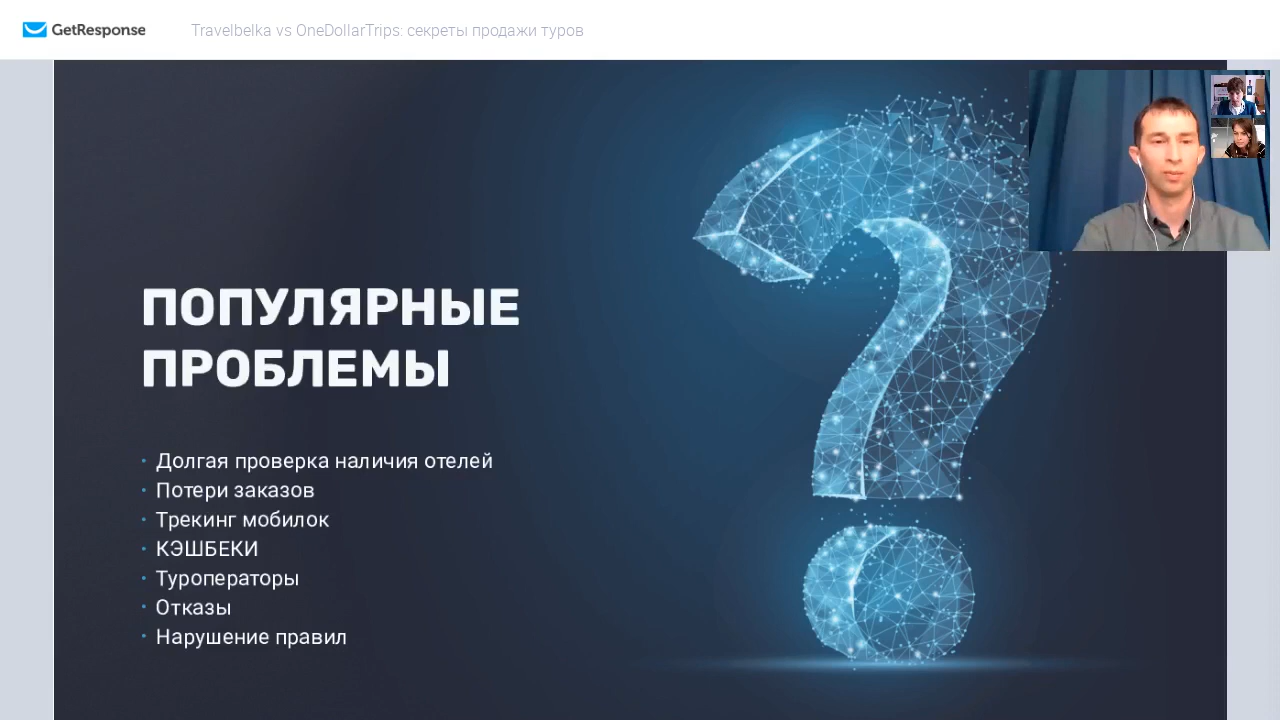 GetResponse
Travelbelka vs OneDollarTrips: секреты продажи туров
ПОПУЛЯРНЫЕ
ПРОБЛЕМЫ
Долгая проверка наличия отелей
Потери заказов
Трекинг мобилок
КЭШБЕКИ
Туроператоры
Отказы
Нарушение правил